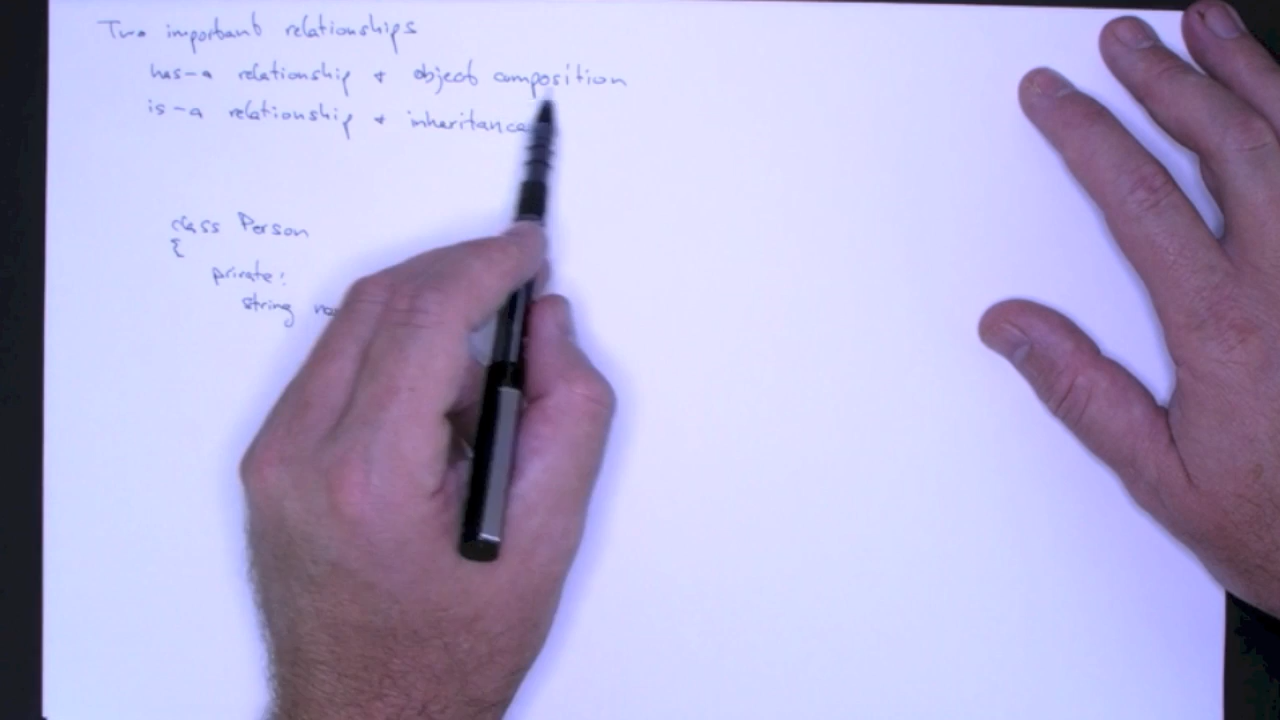 Two important relationships
has-a relationship & object composition
is-a relationship & inheritance
class Person
{
private:
string